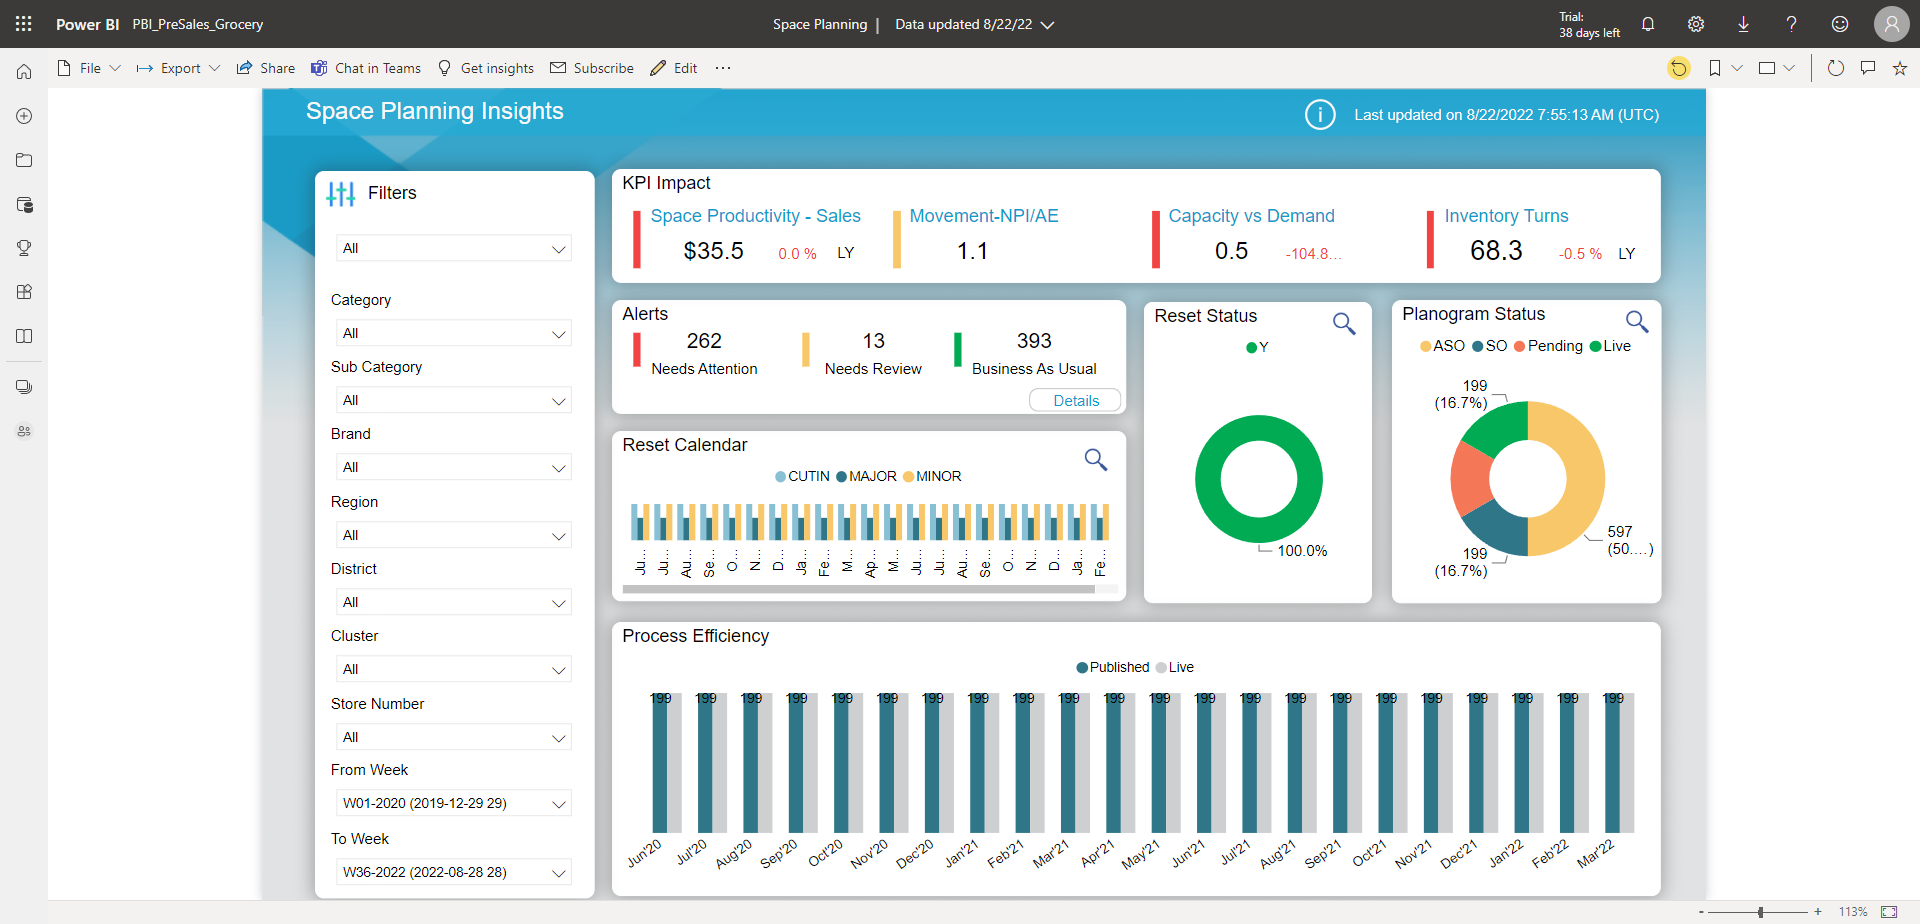 Power BI PBI_PreSales_Grocery
Space Planning | Data updated 8/22/22
Trial:
38 days left
File Export Share Chat in Teams Get insights Subscribe Edit ...
Space Planning Insights
Last updated on 8/22/2022 7:55:13 AM (UTC)
Filters
All
Category
All
Sub Category
All
Brand
All
Region
All
District
All
Cluster
All
Store Number
All
From Week
W01-2020 (2019-12-29 29)
To Week
W36-2022 (2022-08-28 28)
KPI Impact
Space Productivity - Sales
$35.5 0.0 % LY
Movement-NPI/AE
1.1
Capacity vs Demand
0.5 -104.8...
Inventory Turns
68.3 -0.5 % LY
Alerts
262
Needs Attention
13
Needs Review
393
Business As Usual
Details
Reset Status
Y
100.0%
Planogram Status
ASO SO Pending Live
199
(16.7%)
597
(50....)
199
(16.7%)
Reset Calendar
CUTIN MAJOR MINOR
Ju... Ju... Au... Se... O... N... D... Ja... Fe... M... Ap... M... Ju... Ju... Au... Se... O... N... D... Ja... Fe...
Process Efficiency
Published Live
199 199 199 199 199 199 199 199 199 199 199 199 199 199 199 199 199 199 199 199 199 199
Jun'20 Jul'20 Aug'20 Sep'20 Oct'20 Nov'20 Dec'20 Jan'21 Feb'21 Mar'21 Apr'21 May'21 Jun'21 Jul'21 Aug'21 Sep'21 Oct'21 Nov'21 Dec'21 Jan'22 Feb'22 Mar'22
- + 113%